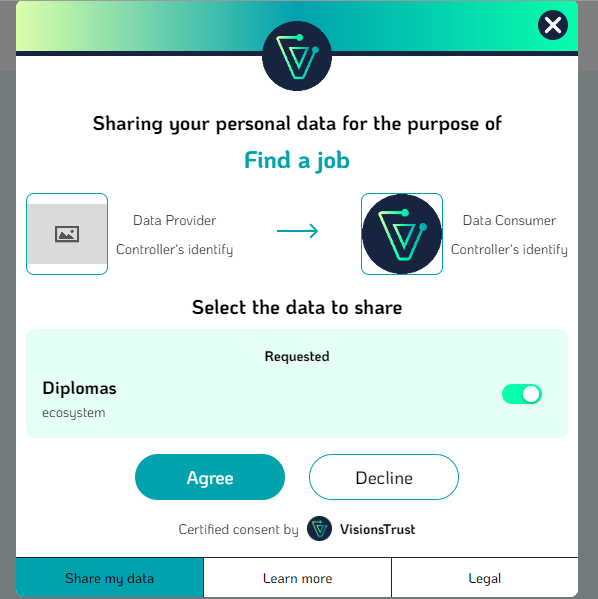 Sharing your personal data for the purpose of
Find a job
Data Provider
Controller's identify
Data Consumer
Controller's identify
Select the data to share
Requested
Diplomas
ecosystem
Agree
Decline
Certified consent by VisionsTrust
Share my data
Learn more
Legal